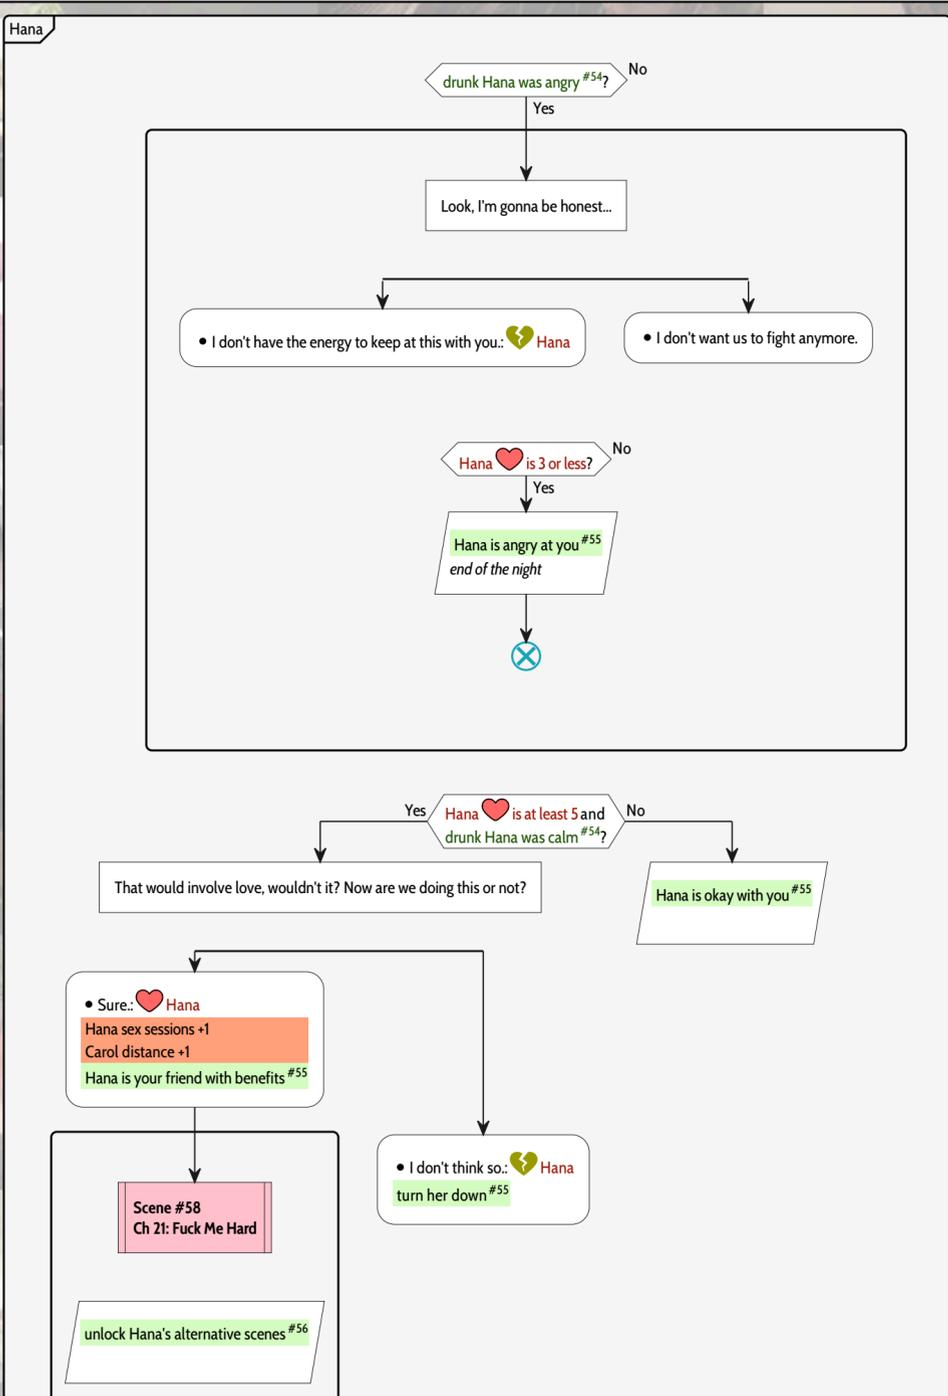 Hana
drunk Hana was angry #54?
No
Yes
Look, I'm gonna be honest...
• I don't have the energy to keep at this with you.: Hana
• I don't want us to fight anymore.
Hana is 3 or less?
No
Yes
Hana is angry at you #55
end of the night
Yes
Hana is at least 5 and
drunk Hana was calm #54?
No
That would involve love, wouldn't it? Now are we doing this or not?
Hana is okay with you #55
• Sure.: Hana
Hana sex sessions +1
Carol distance +1
Hana is your friend with benefits #55
• I don't think so.: Hana
turn her down #55
Scene #58
Ch 21: Fuck Me Hard
unlock Hana's alternative scenes #56